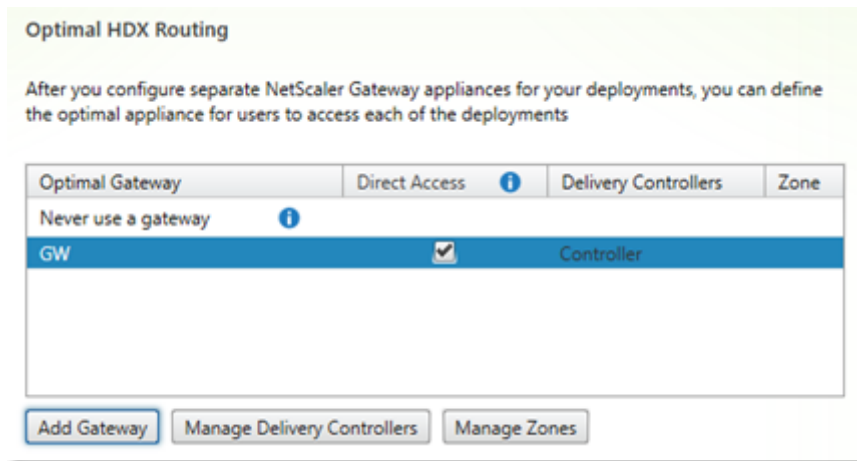 Optimal HDX Routing
After you configure separate NetScaler Gateway appliances for your deployments, you can define
the optimal appliance for users to access each of the deployments
Optimal Gateway Direct Access Delivery Controllers Zone
Never use a gateway
GW Controller
Add Gateway Manage Delivery Controllers Manage Zones